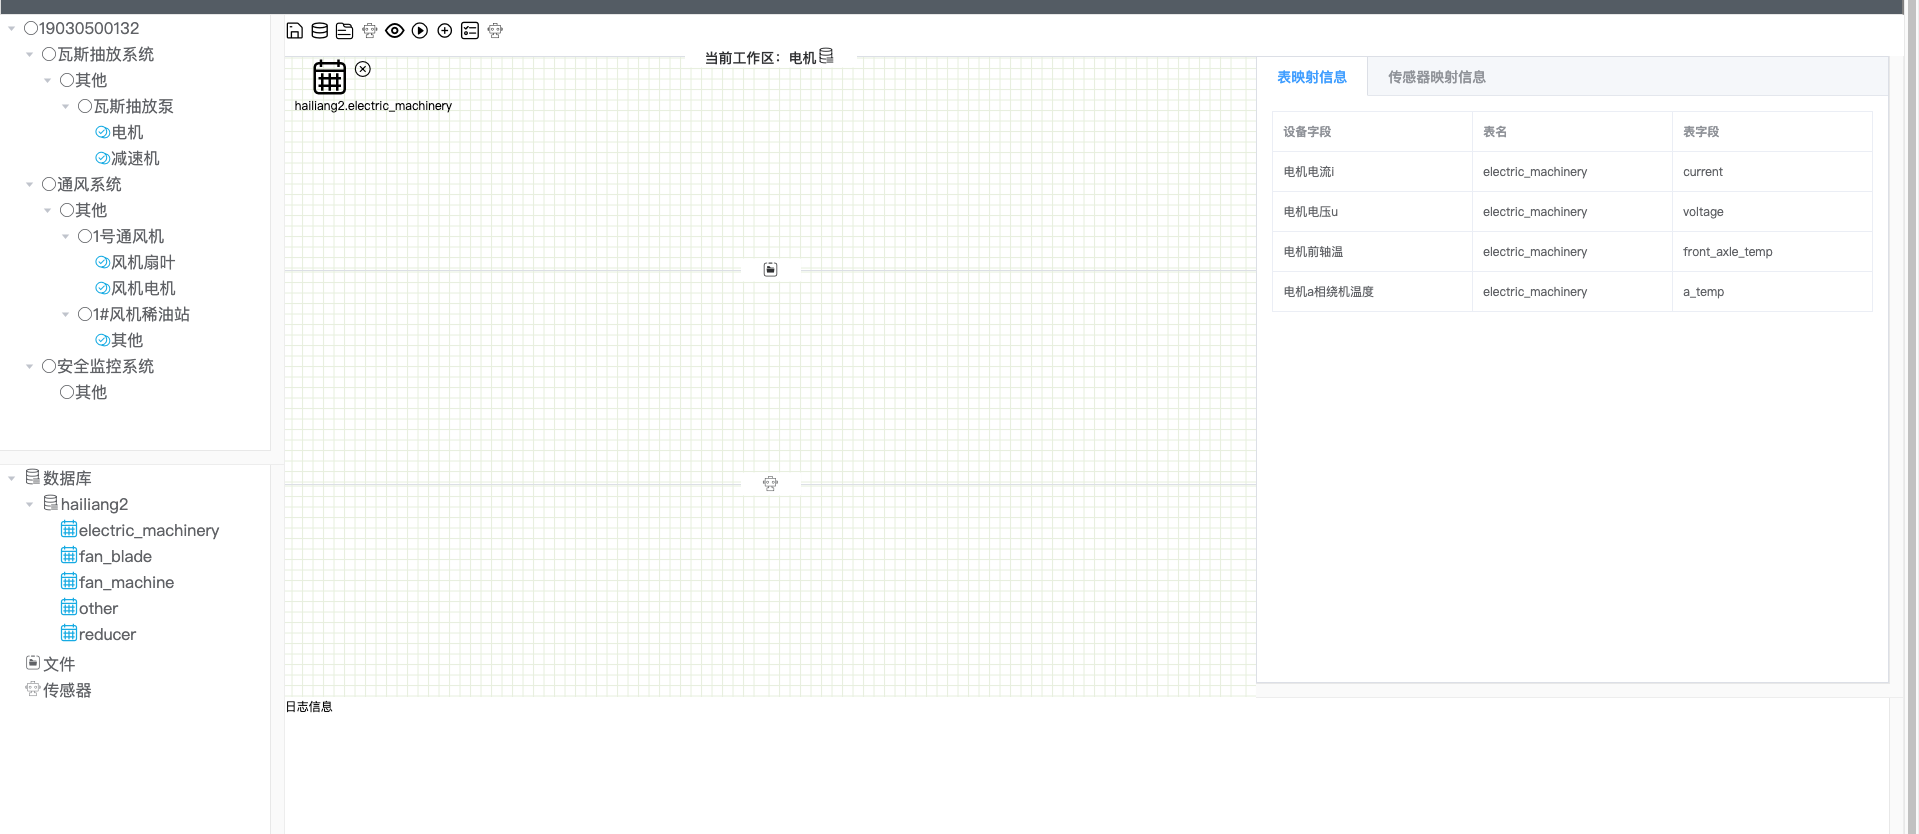 19030500132
瓦斯抽放系统
其他
瓦斯抽放泵
电机
减速机
通风系统
其他
1号通风机
风机扇叶
风机电机
1#风机稀油站
其他
安全监控系统
其他
数据库
hailiang2
electric_machinery
fan_blade
fan_machine
other
reducer
文件
传感器
当前工作区：电机
hailiang2.electric_machinery
日志信息
表映射信息 传感器映射信息
设备字段 表名 表字段
电机电流i electric_machinery current
电机电压u electric_machinery voltage
电机前轴温 electric_machinery front_axle_temp
电机a相绕机温度 electric_machinery a_temp